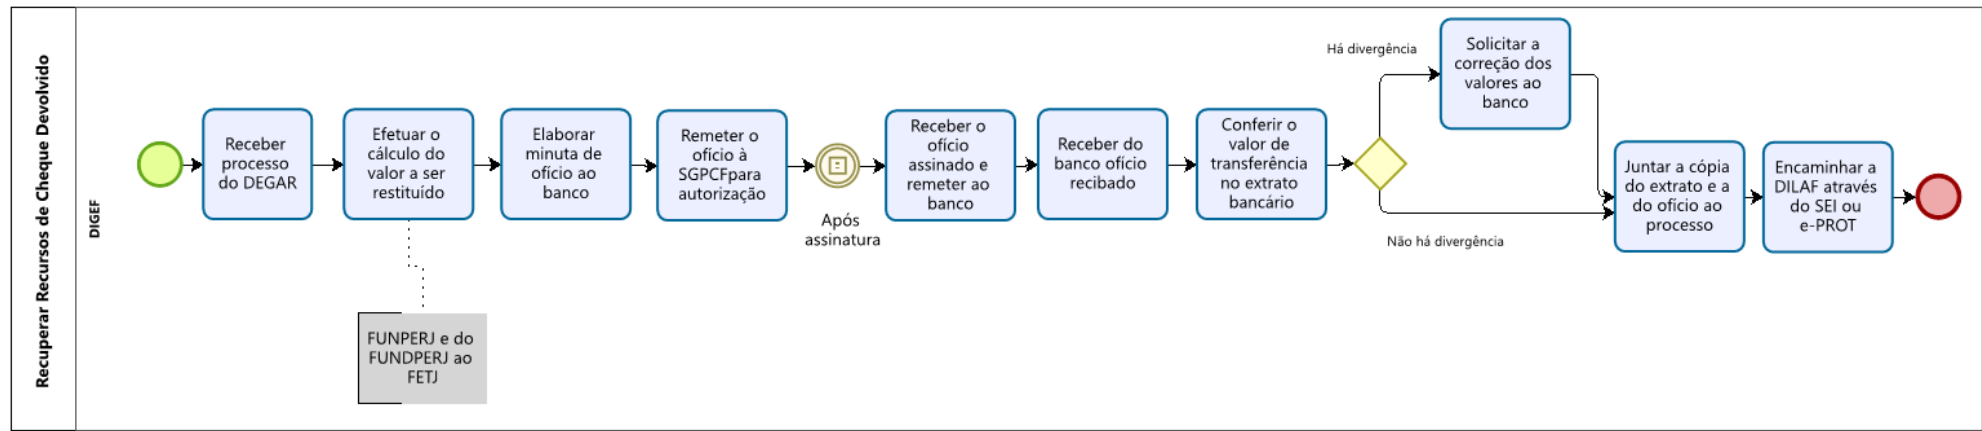 Recuperar Recursos de Cheque Devolvido
DIGEF
Receber
processo
do DEGAR
Efetuar o
cálculo do
valor a ser
restituído
FUNPERJ e do
FUNDPERJ ao
FETJ
Elaborar
minuta de
ofício ao
banco
Remeter o
ofício à
SGPCFpara
autorização
Após
assinatura
Receber o
ofício
assinado e
remeter ao
banco
Receber do
banco ofício
recibado
Conferir o
valor de
transferência
no extrato
bancário
Há divergência
Solicitar a
correção dos
valores ao
banco
Não há divergência
Juntar a cópia
do extrato e a
do ofício ao
processo
Encaminhar a
DILAF através
do SEI ou
e-PROT